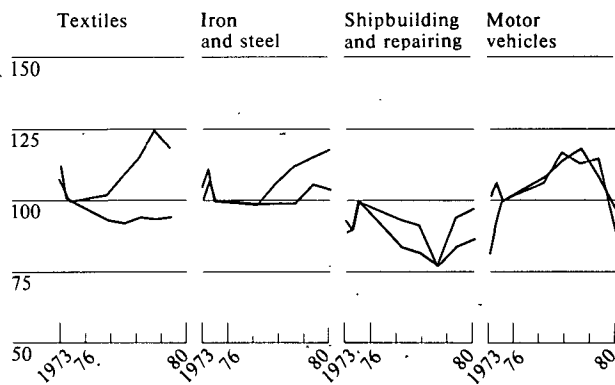 Textiles
Iron
and steel
Shipbuilding
and repairing
Motor
vehicles
150
125
100
75
50
1973 76 80
1973 76 80
1973 76 80
1973 76 80